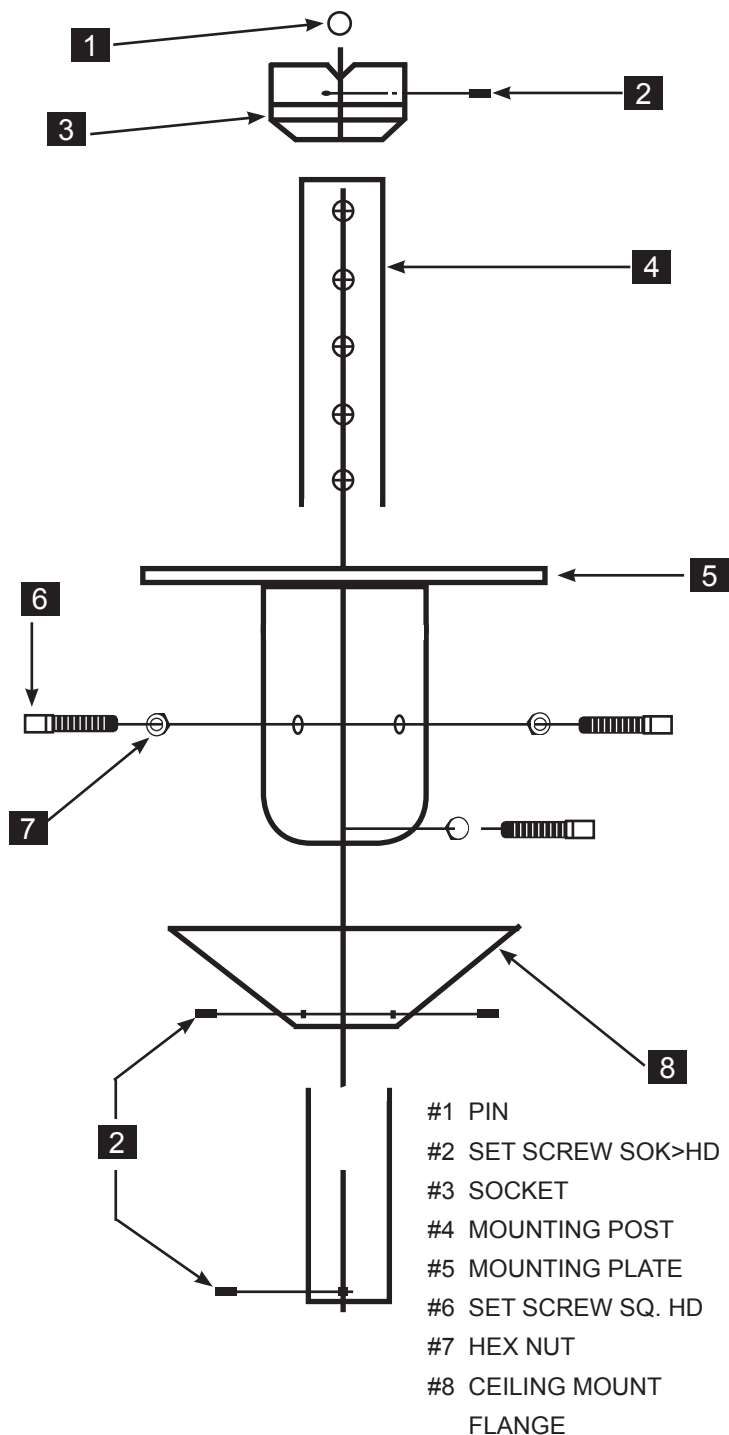 1
2
3
4
5
6
7
8
2
#1 PIN
#2 SET SCREW SOK>HD
#3 SOCKET
#4 MOUNTING POST
#5 MOUNTING PLATE
#6 SET SCREW SQ. HD
#7 HEX NUT
#8 CEILING MOUNT
FLANGE